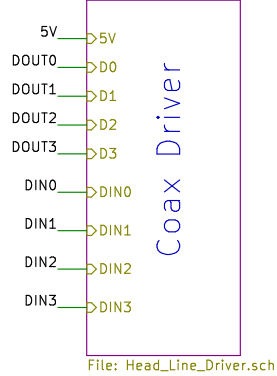 5V 5V
DOUT0 D0
DOUT1 D1
DOUT2 D2
DOUT3 D3
DIN0 DIN0
DIN1 DIN1
DIN2 DIN2
DIN3 DIN3
Coax Driver
File: Head_Line_Driver.sch